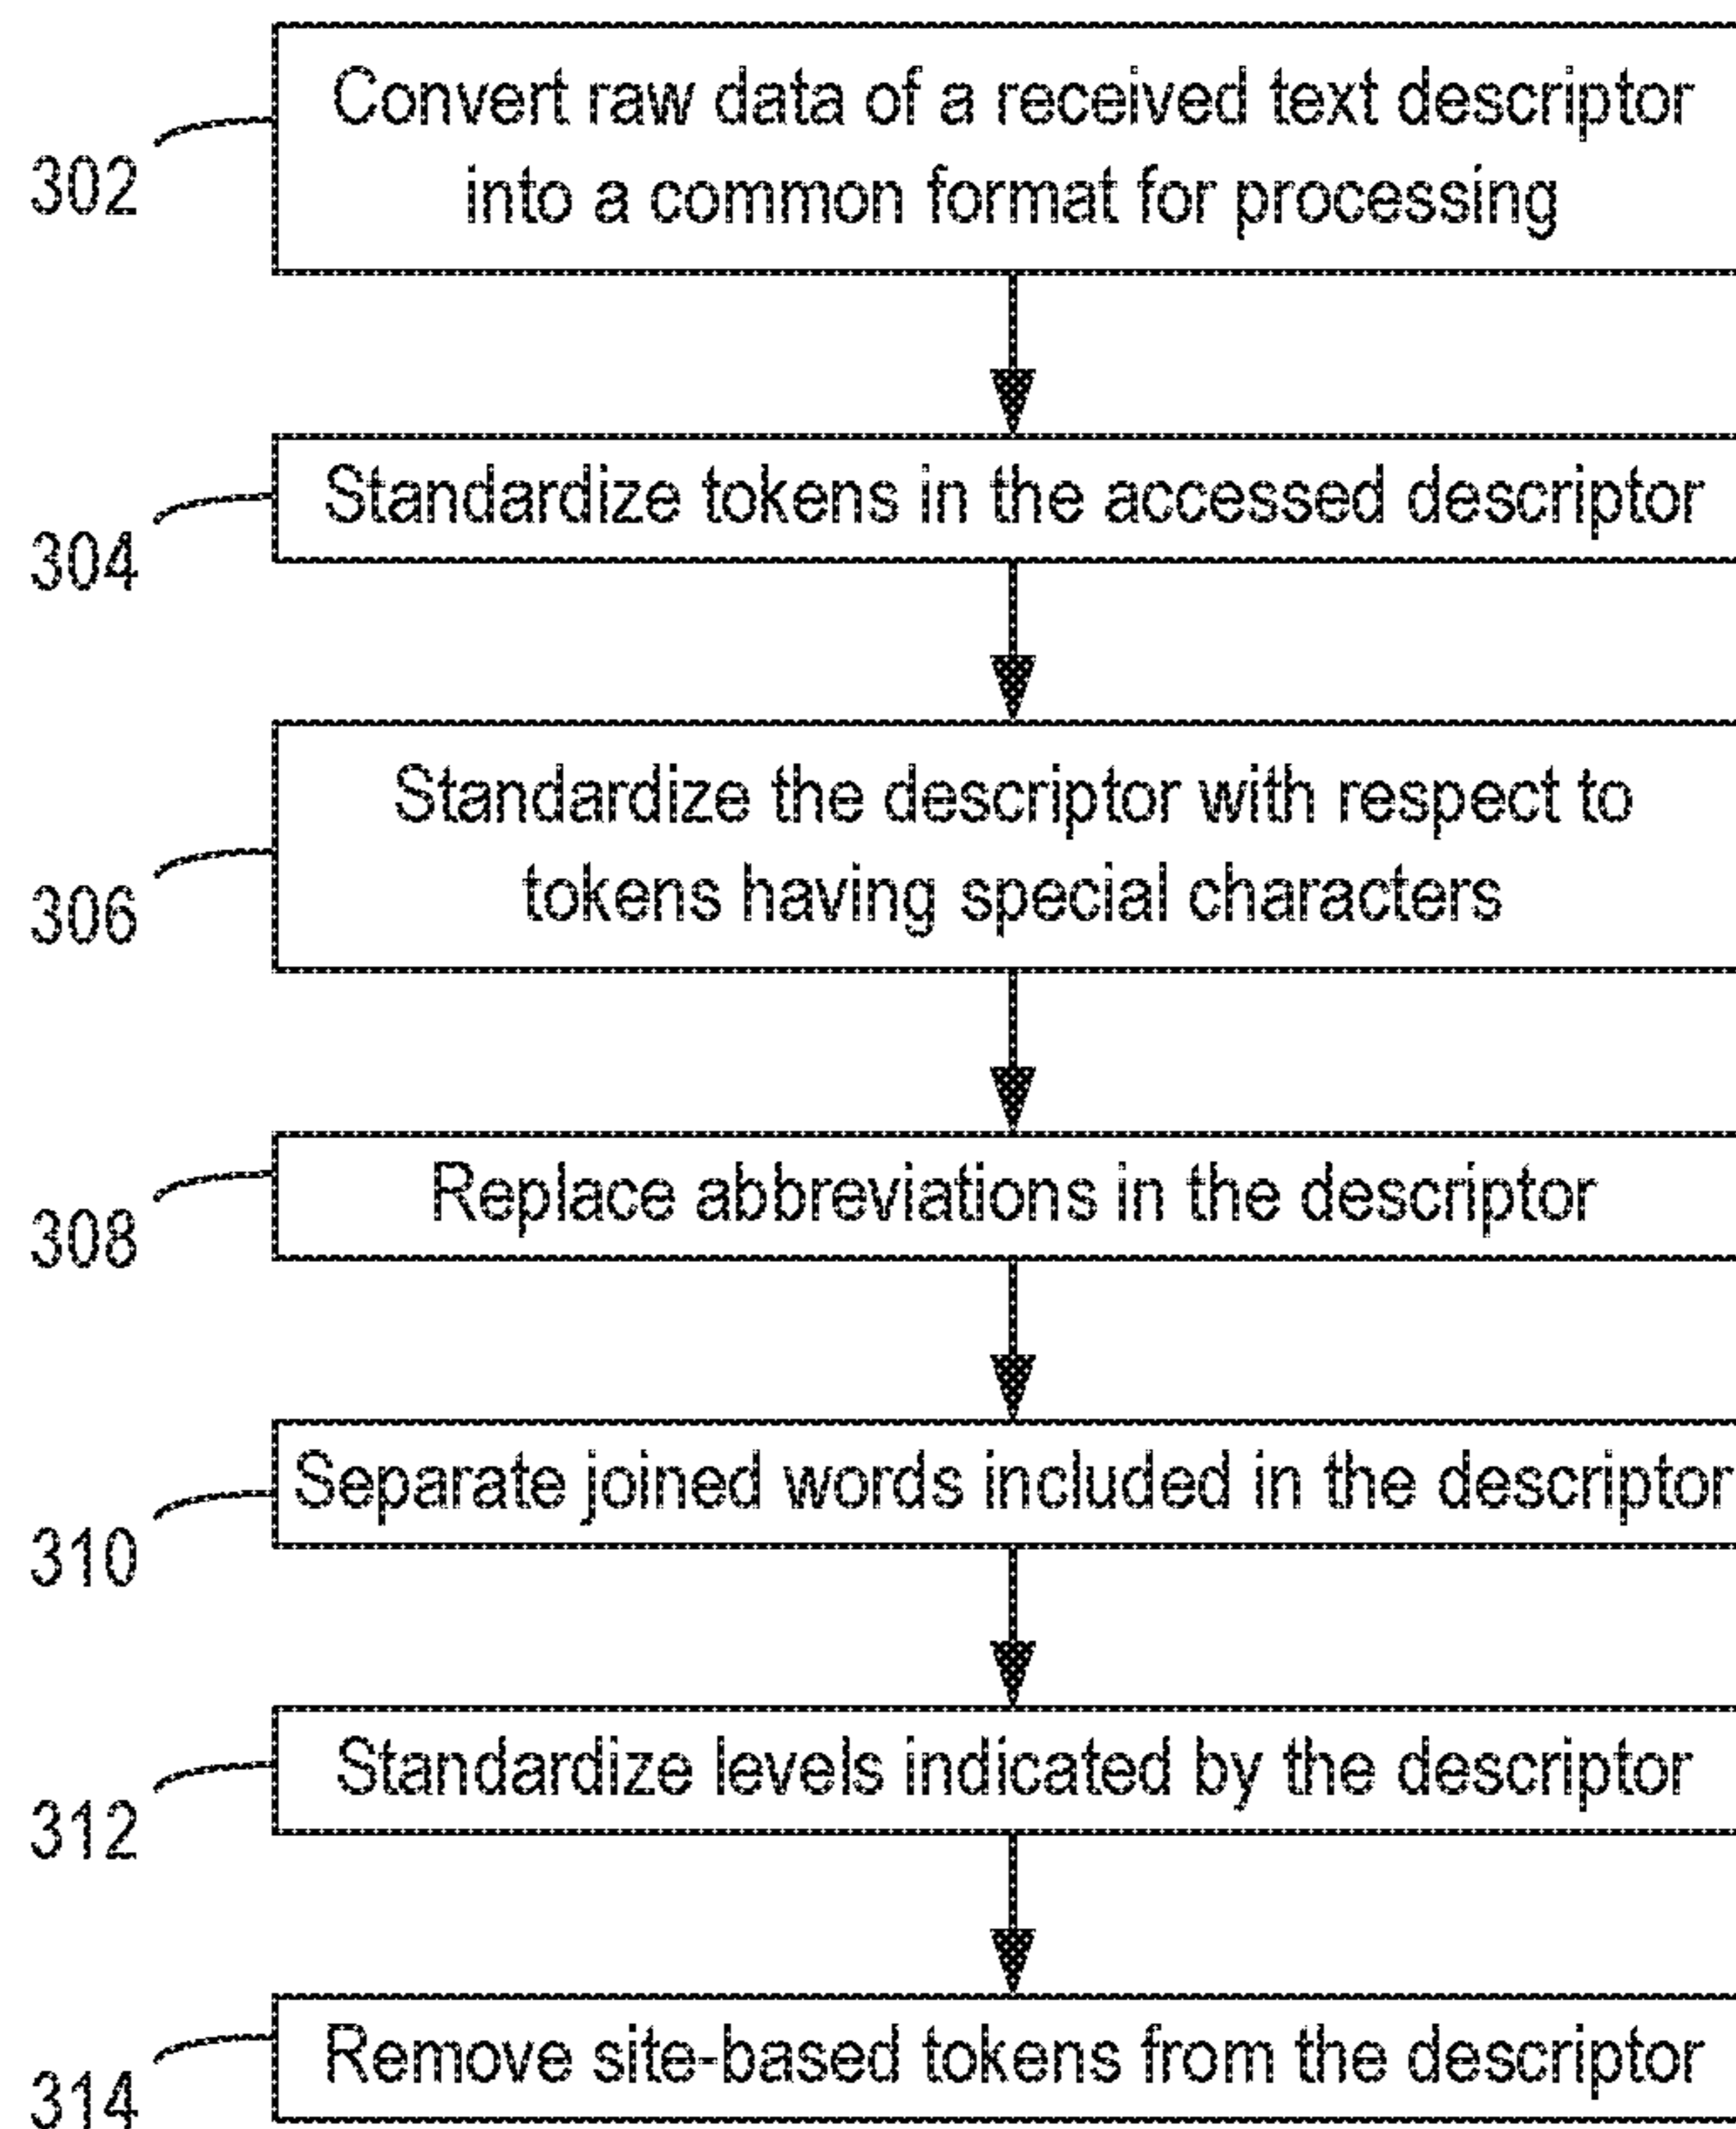 Convert raw data of a received text descriptor
into a common format for processing
302
Standardize tokens in the accessed descriptor
304
Standardize the descriptor with respect to
tokens having special characters
306
Replace abbreviations in the descriptor
308
Separate joined words included in the descriptor
310
Standardize levels indicated by the descriptor
312
Remove site-based tokens from the descriptor
314